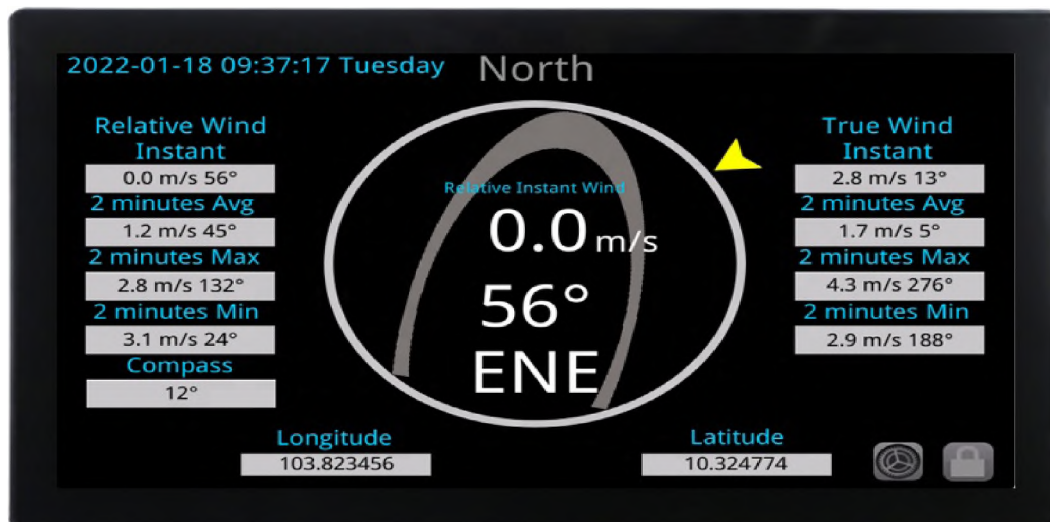 2022-01-18 09:37:17 Tuesday
North
Relative Wind
Instant
0.0 m/s 56°
2 minutes Avg
1.2 m/s 45°
2 minutes Max
2.8 m/s 132°
2 minutes Min
3.1 m/s 24°
Compass
12°
Relative Instant Wind
0.0 m/s
56°
ENE
True Wind
Instant
2.8 m/s 13°
2 minutes Avg
1.7 m/s 5°
2 minutes Max
4.3 m/s 276°
2 minutes Min
2.9 m/s 188°
Longitude
103.823456
Latitude
10.324774